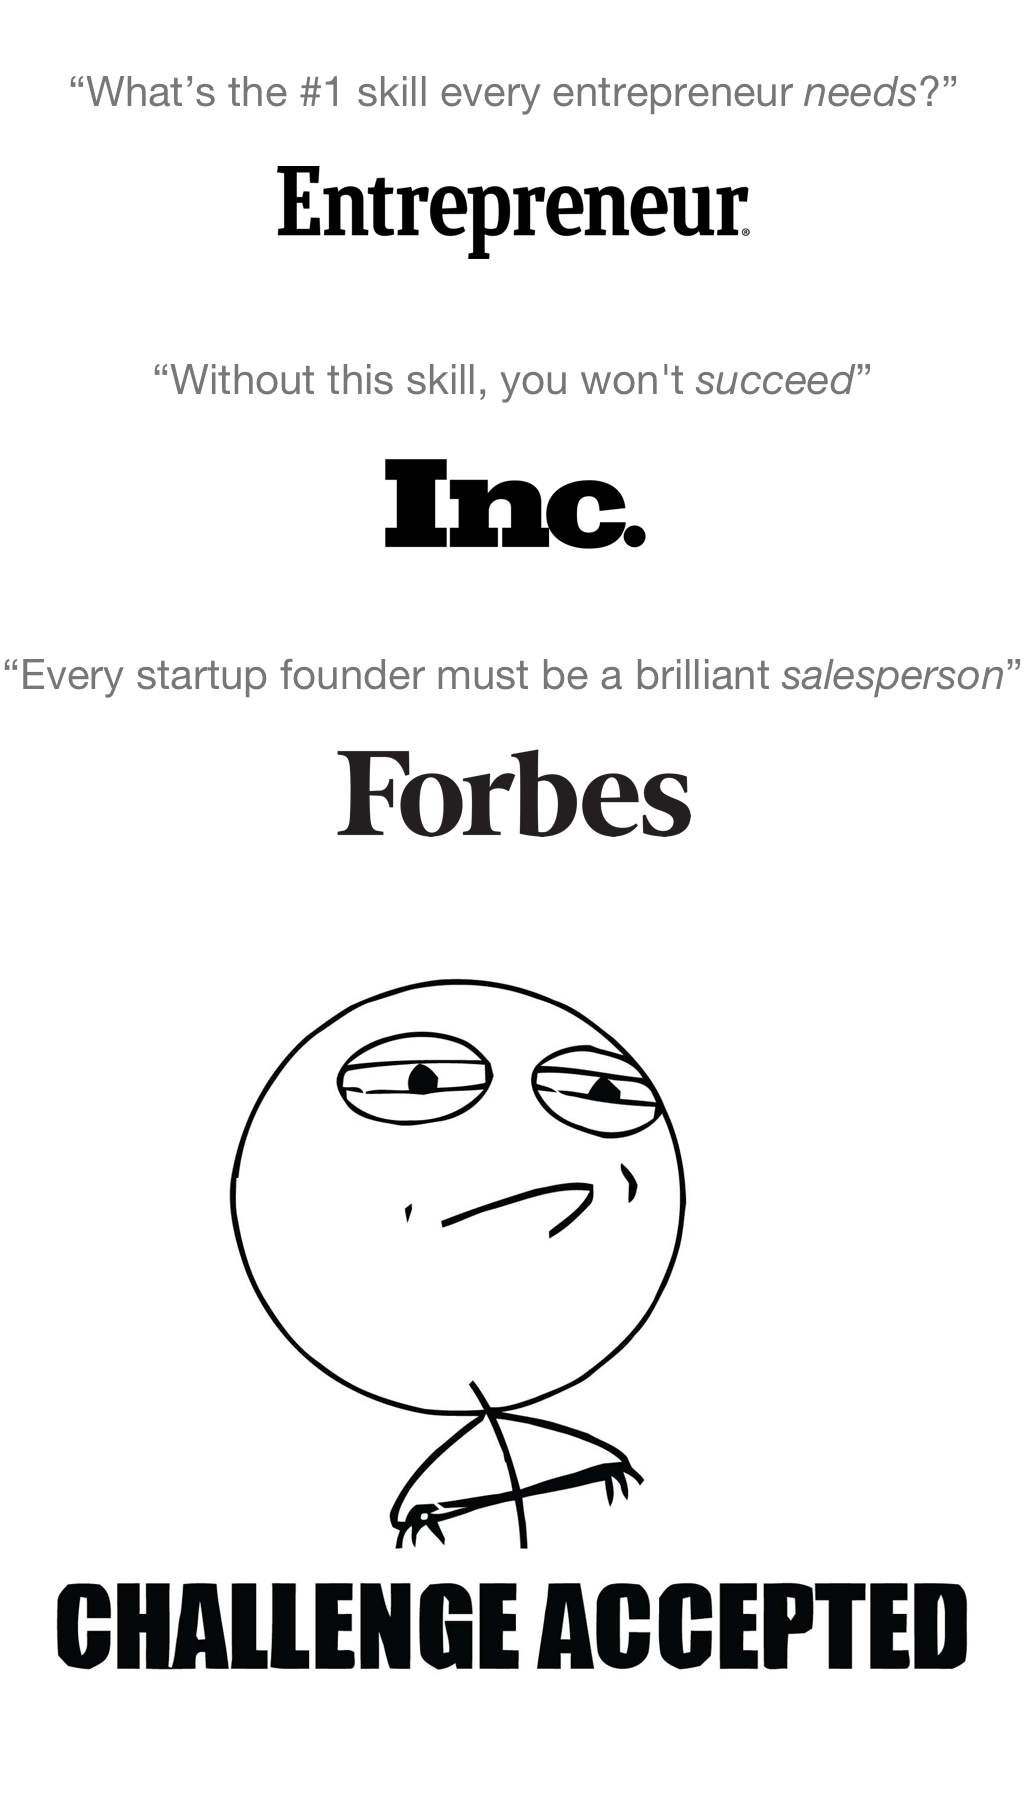 “What’s the #1 skill every entrepreneur needs?”
Entrepreneur®
“Without this skill, you won't succeed”
Inc.
“Every startup founder must be a brilliant salesperson”
Forbes
CHALLENGE ACCEPTED